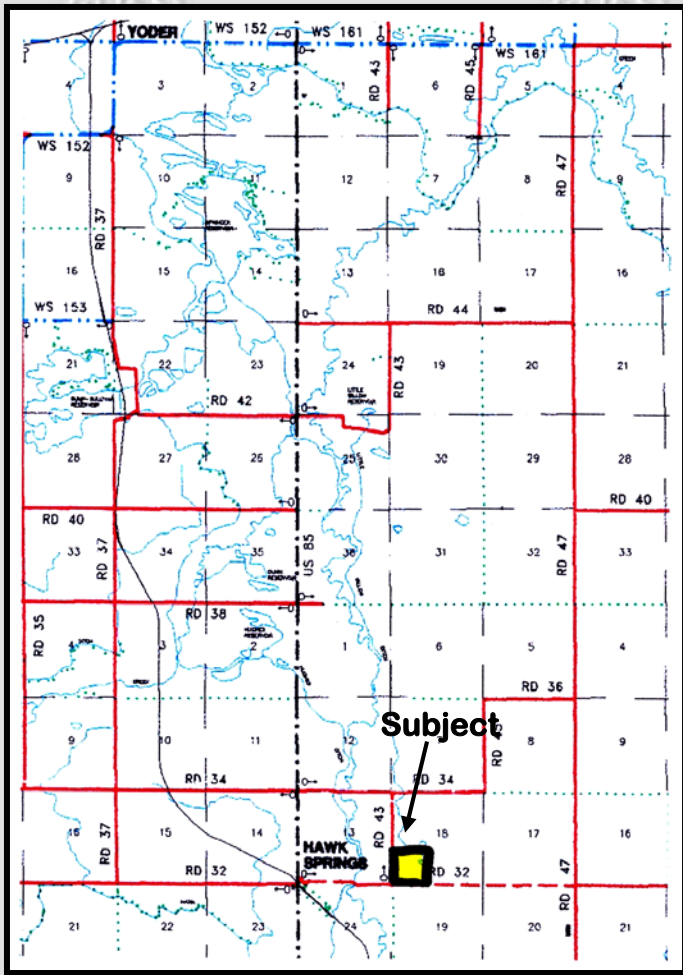 YODER WS 152 WS 161
RD 43 RD 45 WS 161
4 3 2 1 6 5 4
WS 152
RD 47
9 10 11 12 7 8 9
RD 37
16 15 14 13 18 17 16
WS 153 RD 44
21 22 23 24 RD 43 19 20 21
RD 42
28 27 26 25 30 29 28
RD 40 RD 40
33 RD 37 34 35 US 85 36 31 32 RD 47 33
RD 38
RD 35 4 3 2 1 6 5 4
RD 36
Subject
9 10 11 12 RD 45 8 9
RD 34 RD 34
16 RD 37 15 14 13 RD 43 18 17 16
HAWK
SPRINGS
RD 32 RD 32 RD 47
21 22 23 24 19 20 21